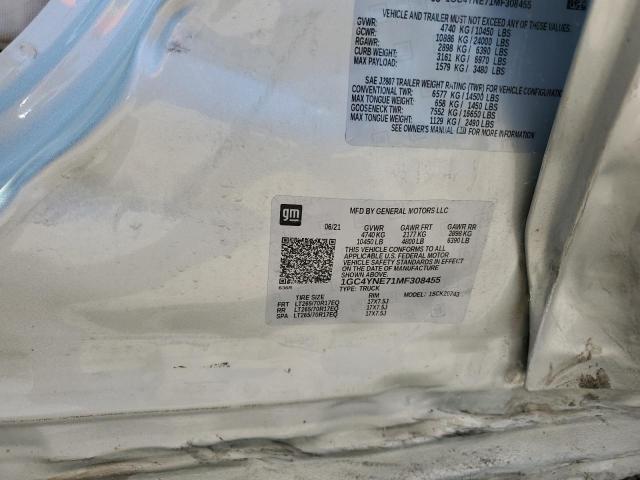 1GC4YNE71MF308455
VEHICLE AND TRAILER MUST NOT EXCEED ANY OF THESE
GVWR: 4740 KG/10450 LBS
GCWR: 10886 KG/24000 LBS
RGAWR: 2898 KG/ 6390 LBS
CURB WEIGHT: 3161 KG/ 6970 LBS
MAX PAYLOAD: 1579 KG/ 3480 LBS
SAE J2807 TRAILER WEIGHT RATING (TWR) FOR VEHICLE CONFIGURATION
CONVENTIONAL TWR: 6577 KG/14500 LBS
MAX TONGUE WEIGHT: 658 KG/ 1450 LBS
GOOSENECK TWR: 7552 KG/16650 LBS
MAX TONGUE WEIGHT: 1129 KG/ 2490 LBS
SEE OWNER'S MANUAL FOR MORE INFORMATION
gm
MFD BY GENERAL MOTORS LLC
06/21 GVWR GAWR FRT GAWR RR
4740 KG 2177 KG 2898 KG
10450 LB 4800 LB 6390 LB
THIS VEHICLE CONFORMS TO ALL
APPLICABLE U.S. FEDERAL MOTOR
VEHICLE SAFETY STANDARDS IN
EFFECT ON THE DATE OF MANUFACTURE
SHOWN ABOVE.
1GC4YNE71MF308455
TYPE: TRUCK
TIRE SIZE RIM MODEL: 1SCK20743
FRT LT265/70R17EQ 17X7.5J
RR LT265/70R17EQ 17X7.5J
SPA LT265/70R17EQ 17X7.5J